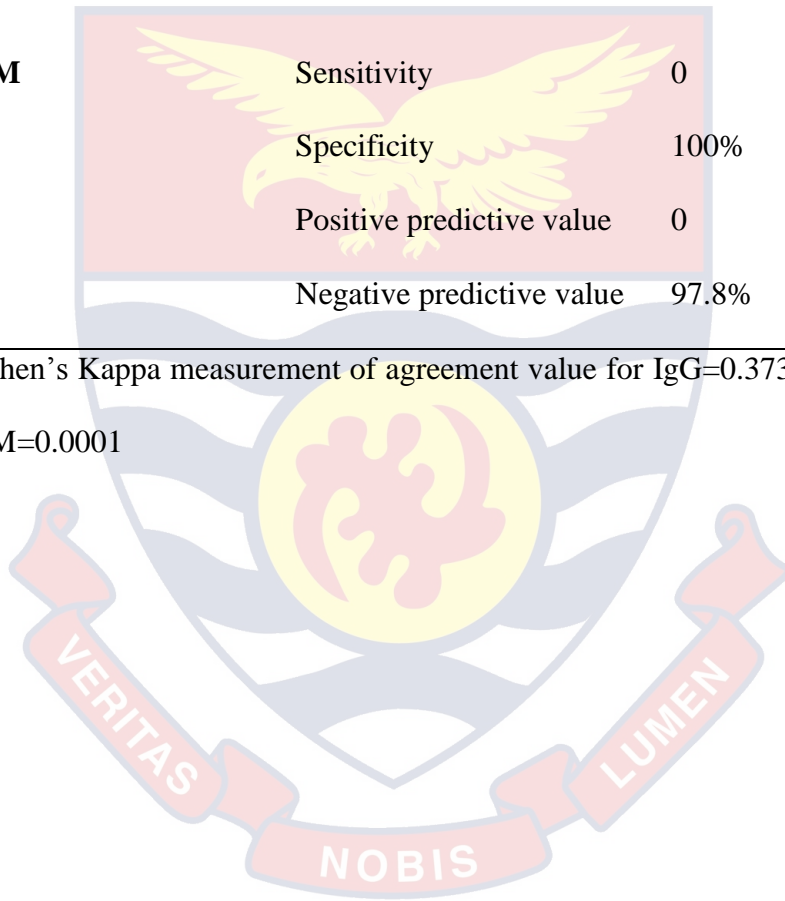 M Sensitivity 0
Specificity 100%
Positive predictive value 0
Negative predictive value 97.8%
hen's Kappa measurement of agreement value for IgG=0.373
M=0.0001
VERITAS NOBIS LUMEN